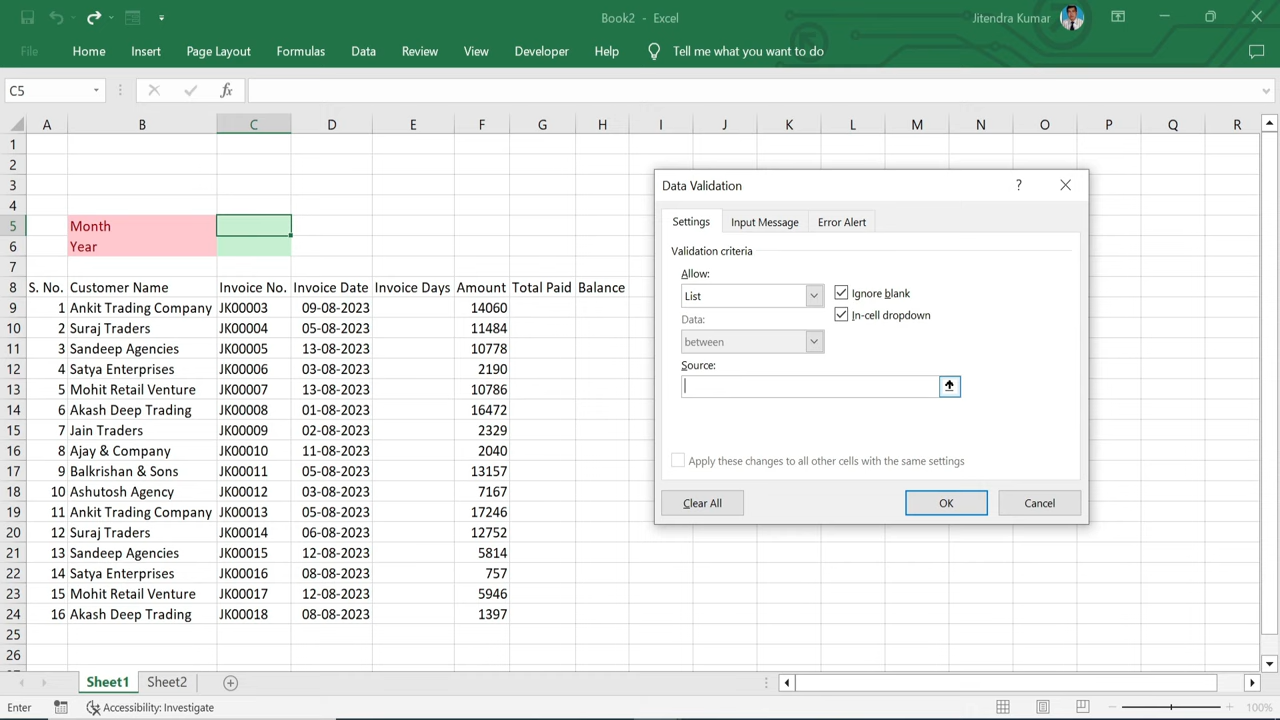 Book2 - Excel
Jitendra Kumar
File Home Insert Page Layout Formulas Data Review View Developer Help Tell me what you want to do
C5 fx
A B C D E F G H I J K L M N O P Q R
1
2
3
4
5 Month
6 Year
7
8 S. No. Customer Name Invoice No. Invoice Date Invoice Days Amount Total Paid Balance
9 1 Ankit Trading Company JK00003 09-08-2023 14060
10 2 Suraj Traders JK00004 05-08-2023 11484
11 3 Sandeep Agencies JK00005 13-08-2023 10778
12 4 Satya Enterprises JK00006 03-08-2023 2190
13 5 Mohit Retail Venture JK00007 13-08-2023 10786
14 6 Akash Deep Trading JK00008 01-08-2023 16472
15 7 Jain Traders JK00009 02-08-2023 2329
16 8 Ajay & Company JK00010 11-08-2023 2040
17 9 Balkrishan & Sons JK00011 05-08-2023 13157
18 10 Ashutosh Agency JK00012 03-08-2023 7167
19 11 Ankit Trading Company JK00013 05-08-2023 17246
20 12 Suraj Traders JK00014 06-08-2023 12752
21 13 Sandeep Agencies JK00015 12-08-2023 5814
22 14 Satya Enterprises JK00016 08-08-2023 757
23 15 Mohit Retail Venture JK00017 12-08-2023 5946
24 16 Akash Deep Trading JK00018 08-08-2023 1397
25
26
Data Validation ?
Settings Input Message Error Alert
Validation criteria
Allow:
List Ignore blank
Data: In-cell dropdown
between
Source:
Apply these changes to all other cells with the same settings
Clear All OK Cancel
Sheet1 Sheet2
Enter Accessibility: Investigate 100%